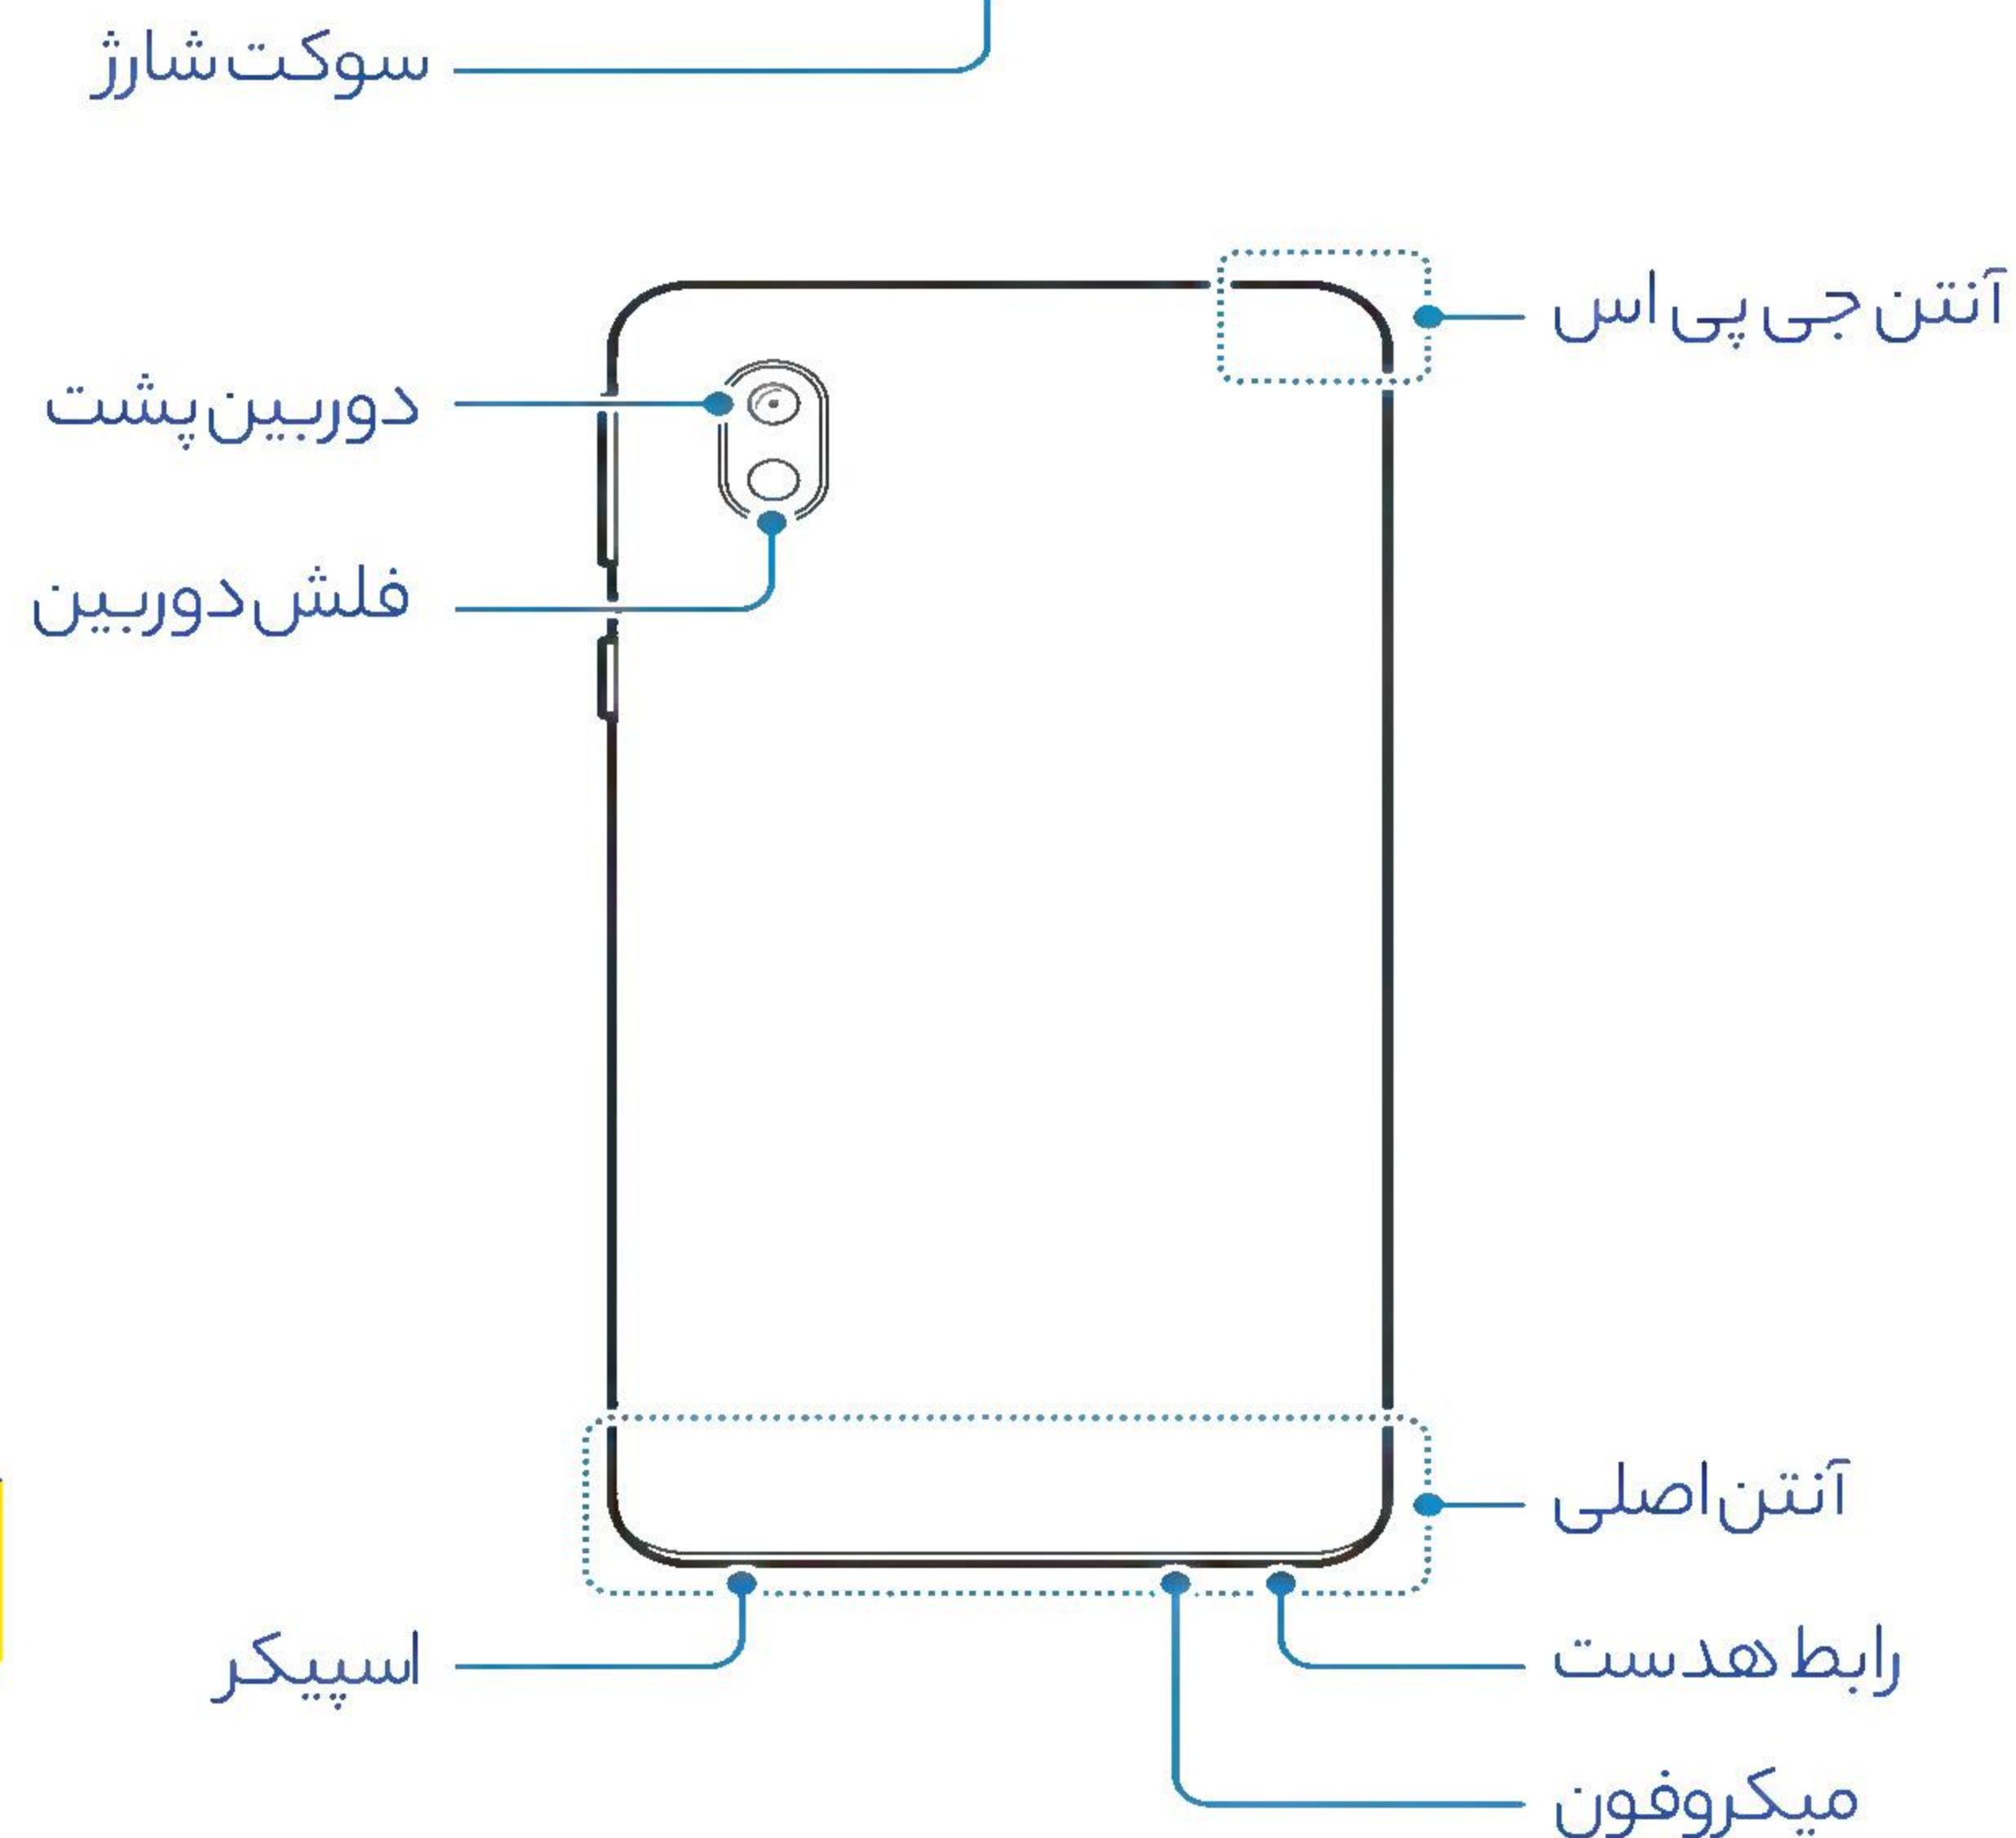 سوکت شارژ
آنتن جی پی اس
دوربین پشت
فلش دوربین
آنتن اصلی
رابط هدست
اسپیکر
میکروفون